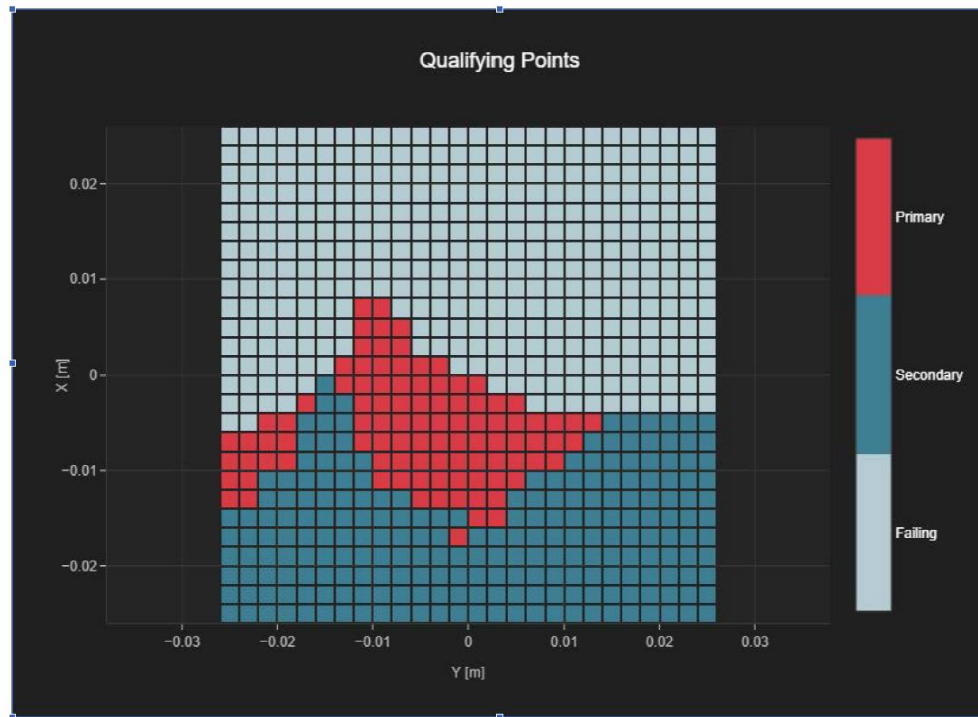 Qualifying Points
0.02
0.01
0
−0.01
−0.02
X [m]
−0.03
−0.02
−0.01
0
0.01
0.02
0.03
Y [m]
Primary
Secondary
Failing